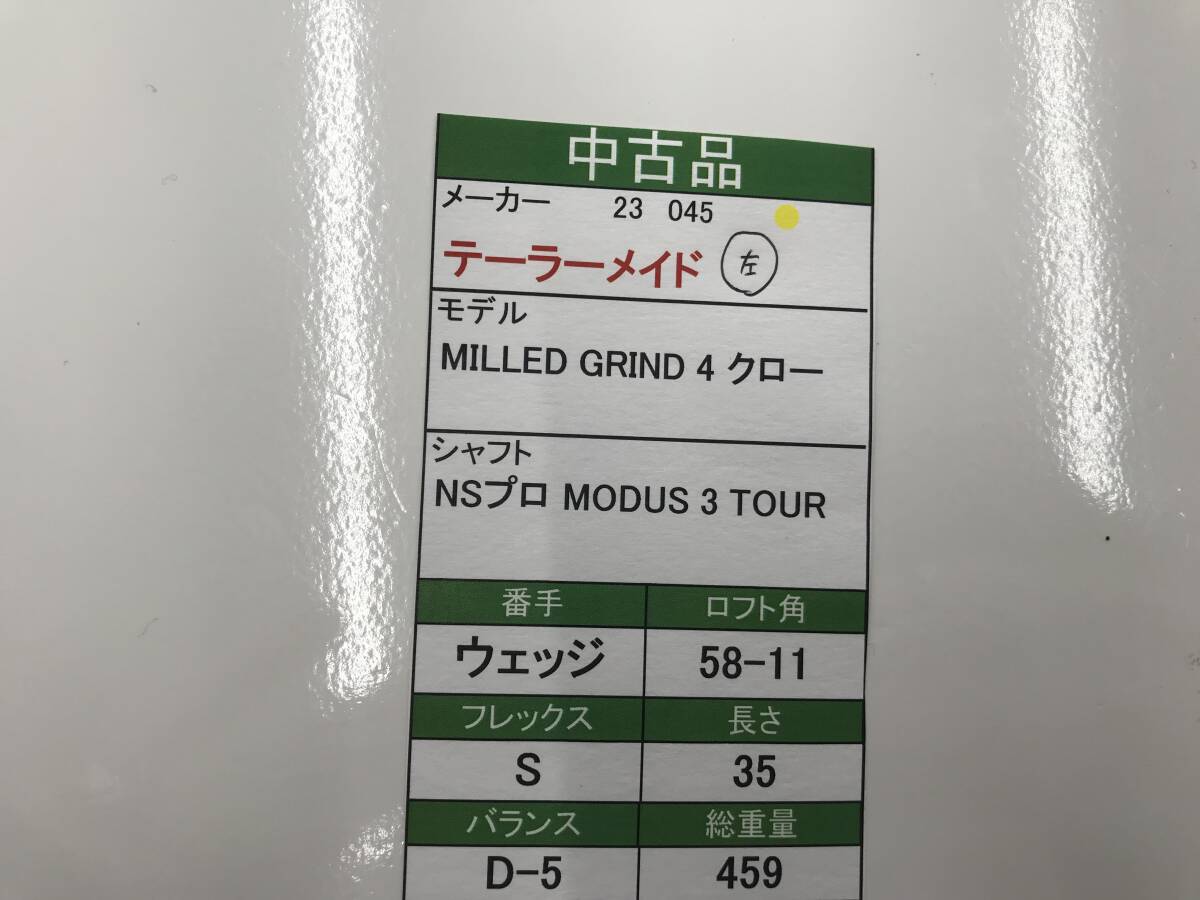 中古品
メーカー 23 045
テーラーメイド 左
モデル
MILLED GRIND 4 クロー
シャフト
NSプロ MODUS 3 TOUR
番手 ロフト角
ウェッジ 58-11
フレックス 長さ
S 35
バランス 総重量
D-5 459